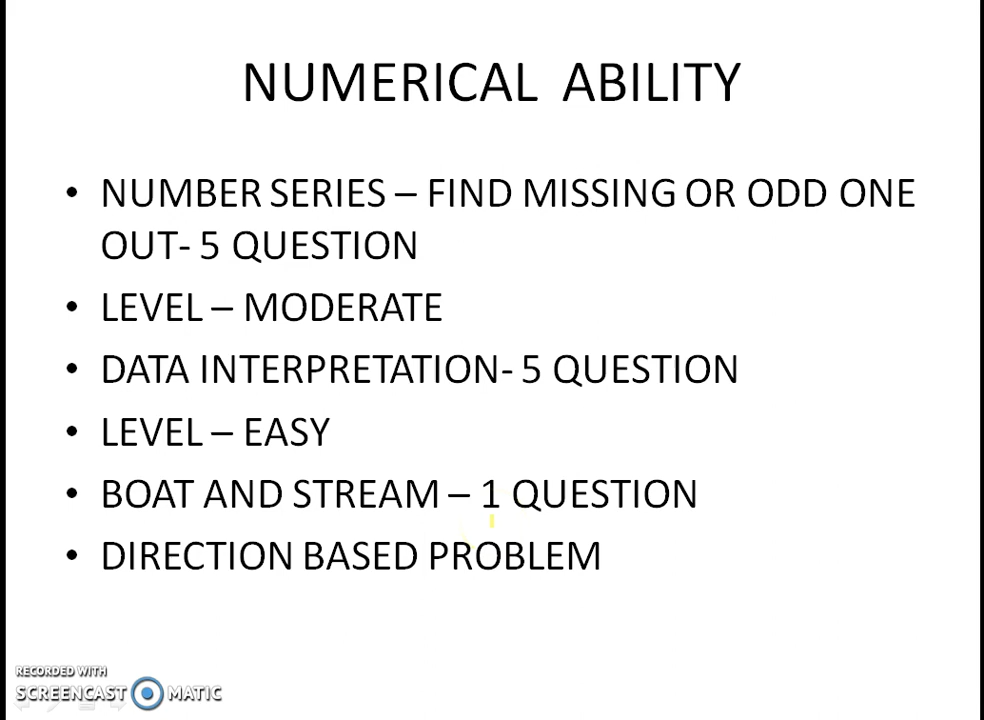 NUMERICAL ABILITY
• NUMBER SERIES – FIND MISSING OR ODD ONE
OUT- 5 QUESTION
• LEVEL – MODERATE
• DATA INTERPRETATION- 5 QUESTION
• LEVEL – EASY
• BOAT AND STREAM – 1 QUESTION
• DIRECTION BASED PROBLEM
RECORDED WITH
SCREENCAST MATIC